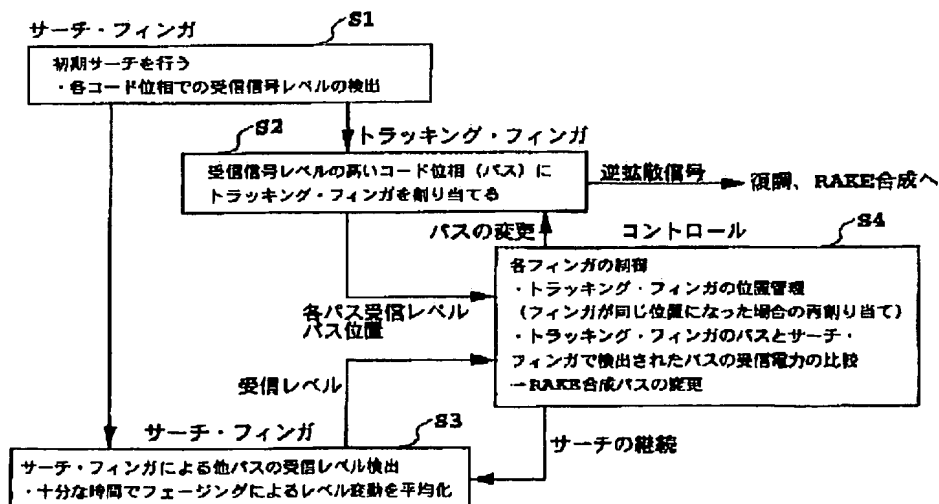 サーチ・フィンガ
S1
初期サーチを行う
・各コード位相での受信信号レベルの検出
S2
トラッキング・フィンガ
受信信号レベルの高いコード位相（パス）に
トラッキング・フィンガを割り当てる
逆拡散信号
復調、RAKE合成へ
パスの変更
コントロール
S4
各フィンガの制御
・トラッキング・フィンガの位置管理
（フィンガが同じ位置になった場合の再割り当て）
・トラッキング・フィンガのパスとサーチ・
フィンガで検出されたパスの受信電力の比較
→RAKE合成パスの変更
各パス受信レベル
パス位置
受信レベル
サーチ・フィンガ
S3
サーチの継続
サーチ・フィンガによる他パスの受信レベル検出
・十分な時間でフェージングによるレベル変動を平均化